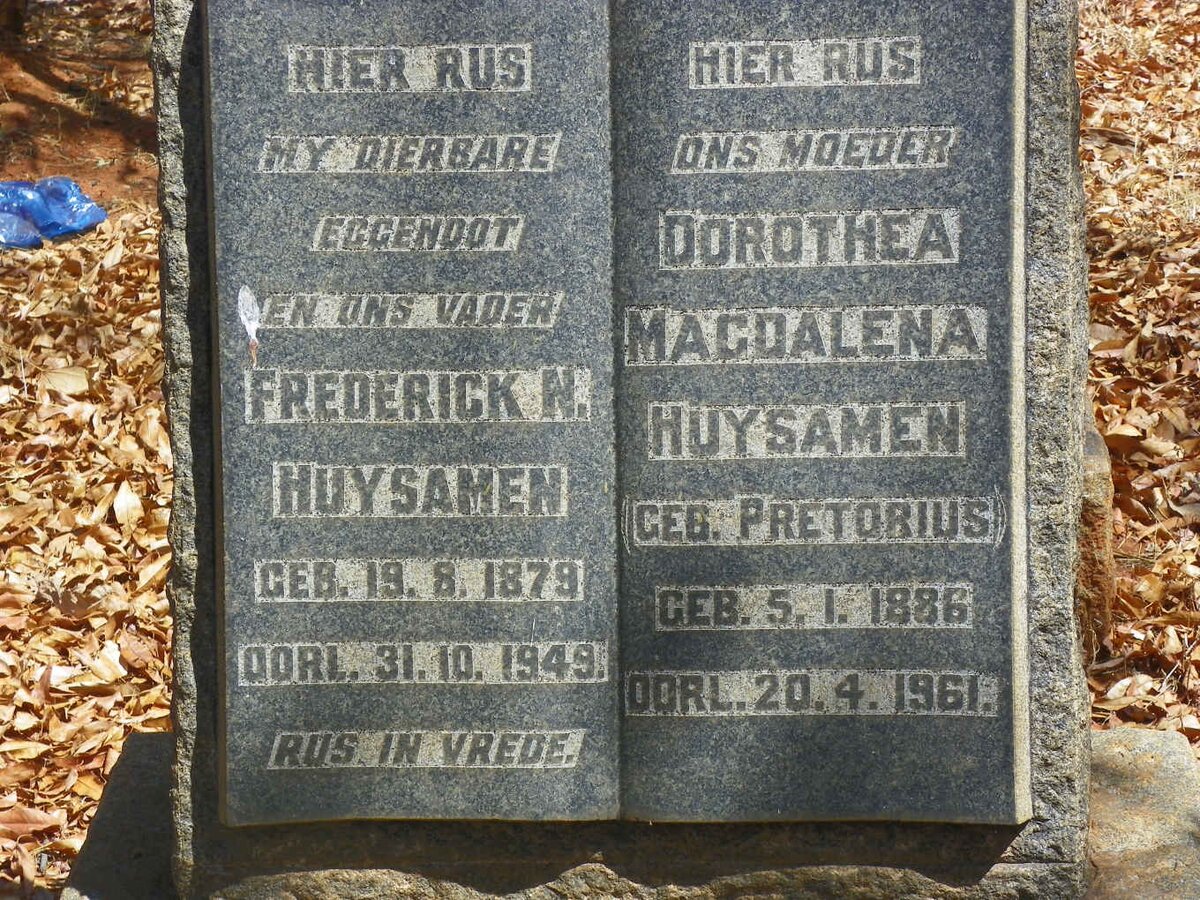 HIER RUS
MY DIERBARE
EGGENOOT
EN ONS VADER
FREDERICK N.
HUYSAMEN
GEB. 19. 8. 1879
OORL. 31. 10. 1949.
RUS IN VREDE.
HIER RUS
ONS MOEDER
DOROTHEA
MAGDALENA
HUYSAMEN
(GEB. PRETORIUS)
GEB. 5. 1. 1886
OORL. 20. 4. 1961.